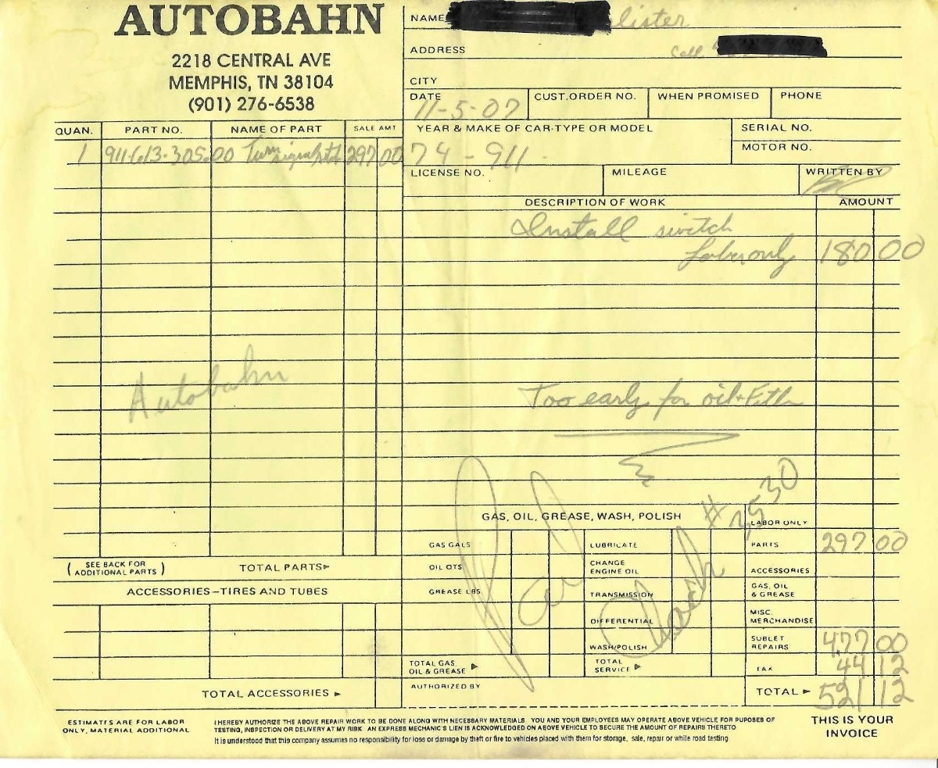 AUTOBAHN
2218 CENTRAL AVE
MEMPHIS, TN 38104
(901) 276-6538
NAME lister
ADDRESS Call
CITY
DATE 11-5-07 CUST.ORDER NO. WHEN PROMISED PHONE
QUAN. PART NO. NAME OF PART SALE AMT
1 911-613-305.00 Turn signal 297 00
YEAR & MAKE OF CAR-TYPE OR MODEL SERIAL NO.
74 - 911 MOTOR NO.
LICENSE NO. MILEAGE WRITTEN BY
DESCRIPTION OF WORK AMOUNT
Install switch
Labor only 180 00
Autobahn
Too early for oil +
Paid Check # 3530
GAS, OIL, GREASE, WASH, POLISH LABOR ONLY
GAS GALS LUBRICATE PARTS 297 00
OIL QTS CHANGE ENGINE OIL ACCESSORIES
GREASE LBS TRANSMISSION GAS, OIL & GREASE
DIFFERENTIAL MISC. MERCHANDISE
WASH/POLISH SUBLET REPAIRS 477 00
TOTAL GAS OIL & GREASE TOTAL SERVICE TAX 44 12
AUTHORIZED BY TOTAL 521 12
(SEE BACK FOR ADDITIONAL PARTS) TOTAL PARTS
ACCESSORIES-TIRES AND TUBES
TOTAL ACCESSORIES
ESTIMATES ARE FOR LABOR
ONLY, MATERIAL ADDITIONAL
I HEREBY AUTHORIZE THE ABOVE REPAIR WORK TO BE DONE ALONG WITH NECESSARY MATERIALS. YOU AND YOUR EMPLOYEES MAY OPERATE ABOVE VEHICLE FOR PUPOSES OF
TESTING, INSPECTION OR DELIVERY AT MY RISK. AN EXPRESS MECHANIC'S LIEN IS ACKNOWLEDGED ON ABOVE VEHICLE TO SECURE THE AMOUNT OF REPAIRS THERETO
It is understood that this company assumes no responsibility for loss or damage by theft or fire to vehicles placed with them for storage, sale, repair or while road testing
THIS IS YOUR
INVOICE